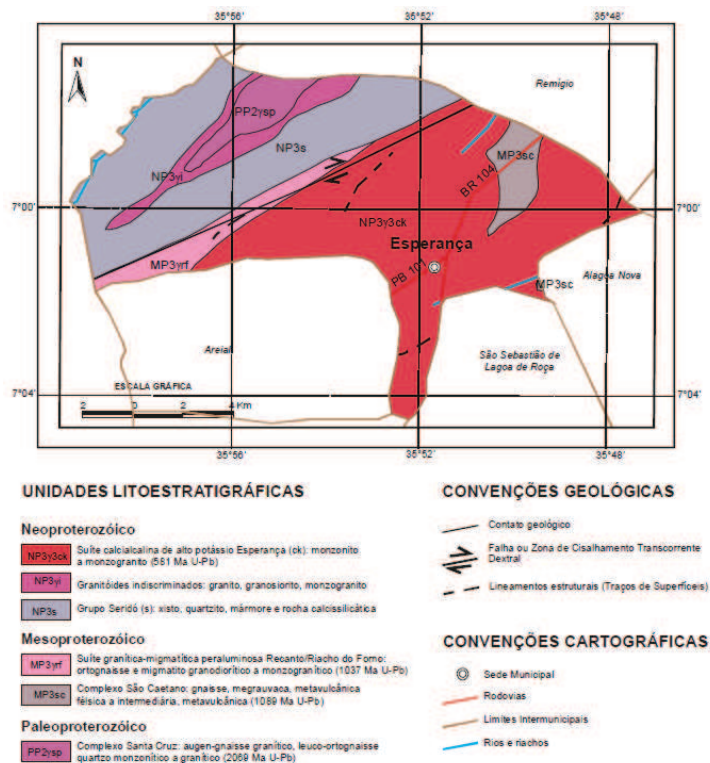 35°56'
35°52'
35°48'
N
Remígio
PP2γsp
MP3sc
NP3s
BR 104
NP3γi
7°00'
7°00'
NP3γ3ck
Esperança
MP3γrf
PB 101
MP3sc
Alagoa Nova
Areial
São Sebastião de
Lagoa de Roça
ESCALA GRÁFICA
7°04'
7°04'
2 0 2 4 Km
35°56'
35°52'
35°48'
UNIDADES LITOESTRATIGRÁFICAS
Neoproterozóico
NP3γ3ck Suíte calcialcalina de alto potássio Esperança (ck): monzonito
a monzogranito (581 Ma U-Pb)
NP3γi Granitóides indiscriminados: granito, granosiorito, monzogranito
NP3s Grupo Seridó (s): xisto, quartzito, mármore e rocha calcissilicática
Mesoproterozóico
MP3γrf Suíte granítica-migmatítica peraluminosa Recanto/Riacho do Forno:
ortognaisse e migmatito granodiorítico a monzogranítico (1037 Ma U-Pb)
MP3sc Complexo São Caetano: gnaisse, megrauvaca, metavulcânica
félsica a intermediária, metavulcânica (1089 Ma U-Pb)
Paleoproterozóico
PP2γsp Complexo Santa Cruz: augen-gnaisse granítico, leuco-ortognaisse
quartzo monzonítico a granítico (2069 Ma U-Pb)
CONVENÇÕES GEOLÓGICAS
Contato geológico
Falha ou Zona de Cisalhamento Transcorrente
Dextral
Lineamentos estruturais (Traços de Superfíceis)
CONVENÇÕES CARTOGRÁFICAS
Sede Municipal
Rodovias
Limites Intermunicipais
Rios e riachos